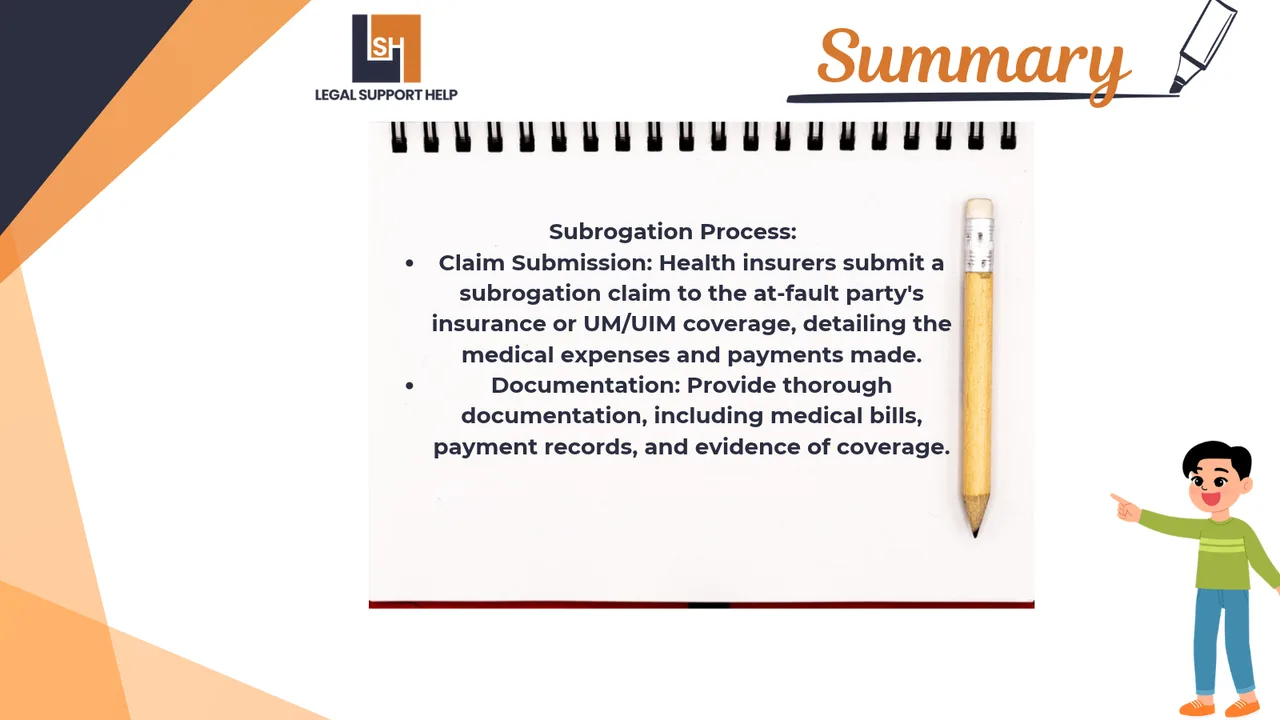 SH
LEGAL SUPPORT HELP
Summary
Subrogation Process:
• Claim Submission: Health insurers submit a
subrogation claim to the at-fault party's
insurance or UM/UIM coverage, detailing the
medical expenses and payments made.
• Documentation: Provide thorough
documentation, including medical bills,
payment records, and evidence of coverage.